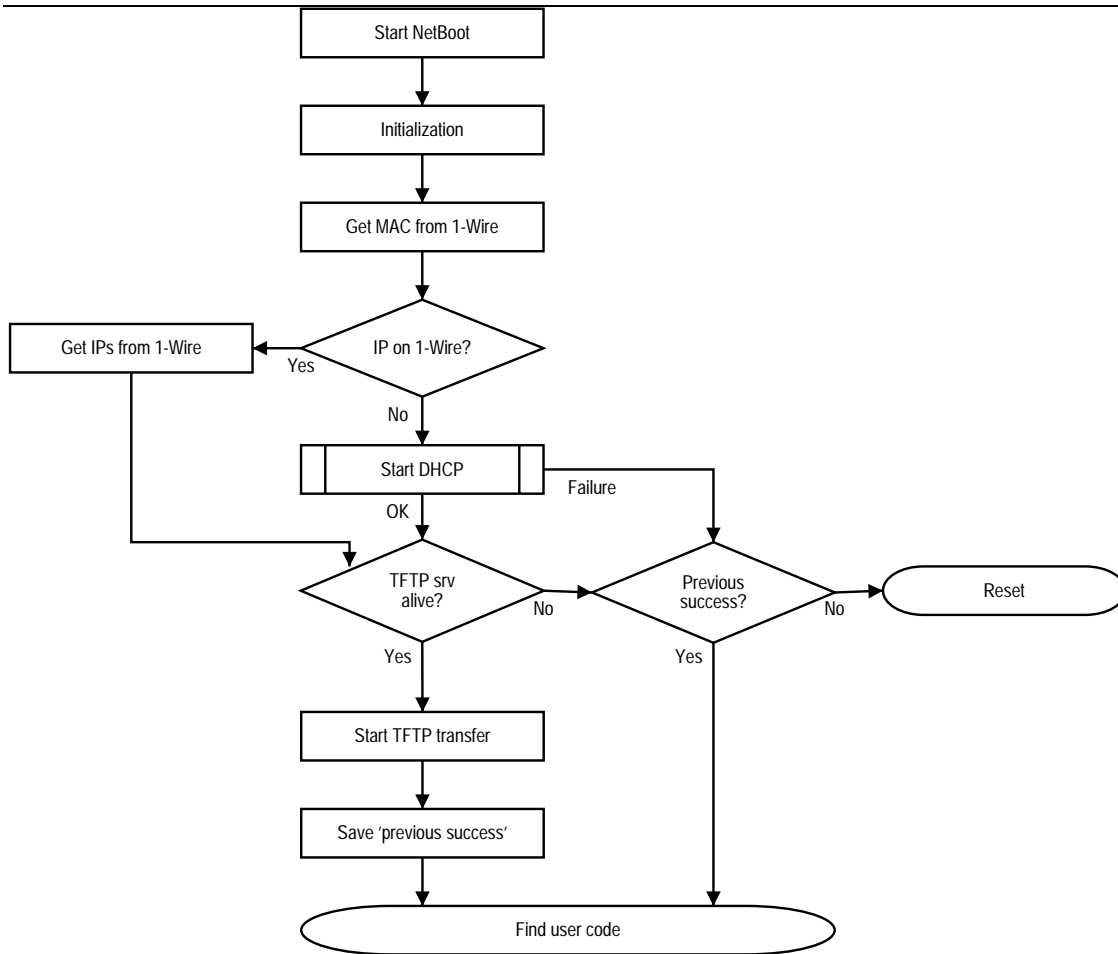 Start NetBoot
Initialization
Get MAC from 1-Wire
Get IPs from 1-Wire
IP on 1-Wire?
Yes
No
Start DHCP
Failure
OK
TFTP srv
alive?
No
Previous
success?
No
Reset
Yes
Yes
Start TFTP transfer
Save 'previous success'
Find user code